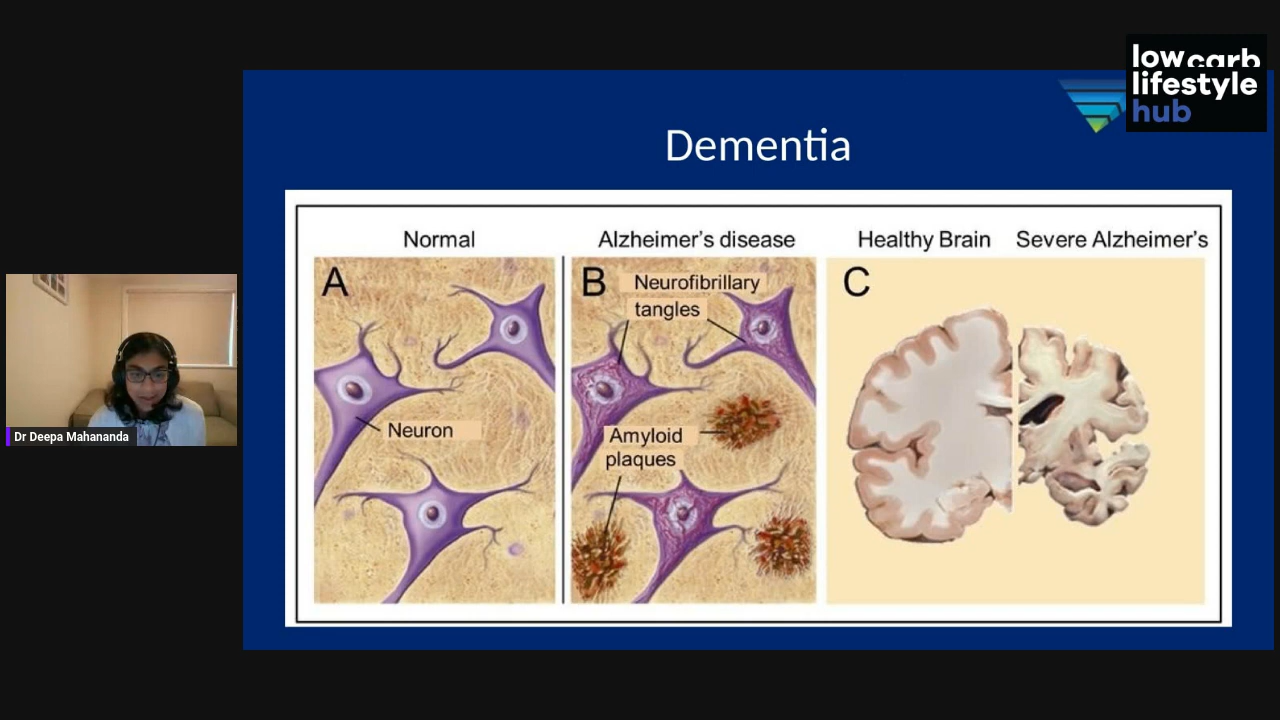 low carb
lifestyle
hub
Dementia
Normal
Alzheimer's disease
Healthy Brain
Severe Alzheimer's
A
Neuron
B
Neurofibrillary
tangles
Amyloid
plaques
C
Dr Deepa Mahananda